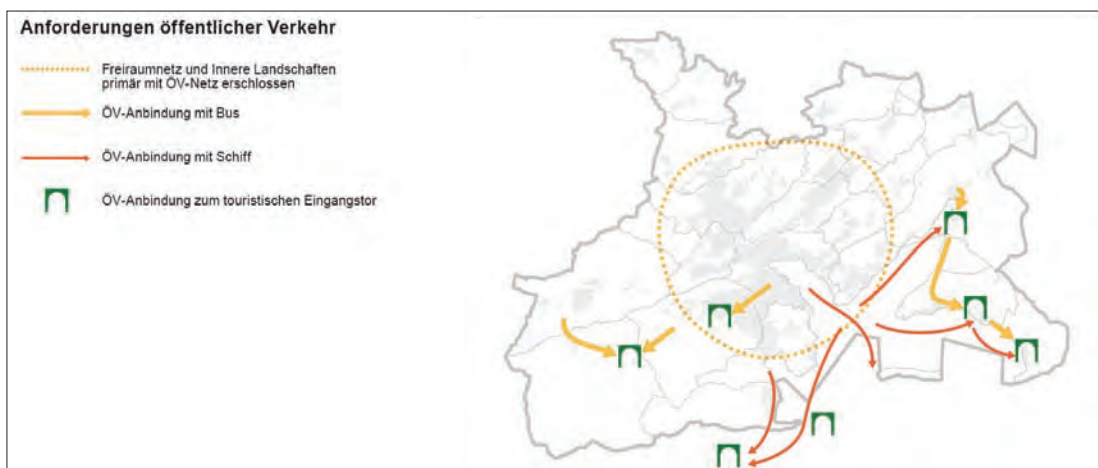 Anforderungen öffentlicher Verkehr
Freiraumnetz und Innere Landschaften
primär mit ÖV-Netz erschlossen
ÖV-Anbindung mit Bus
ÖV-Anbindung mit Schiff
ÖV-Anbindung zum touristischen Eingangstor